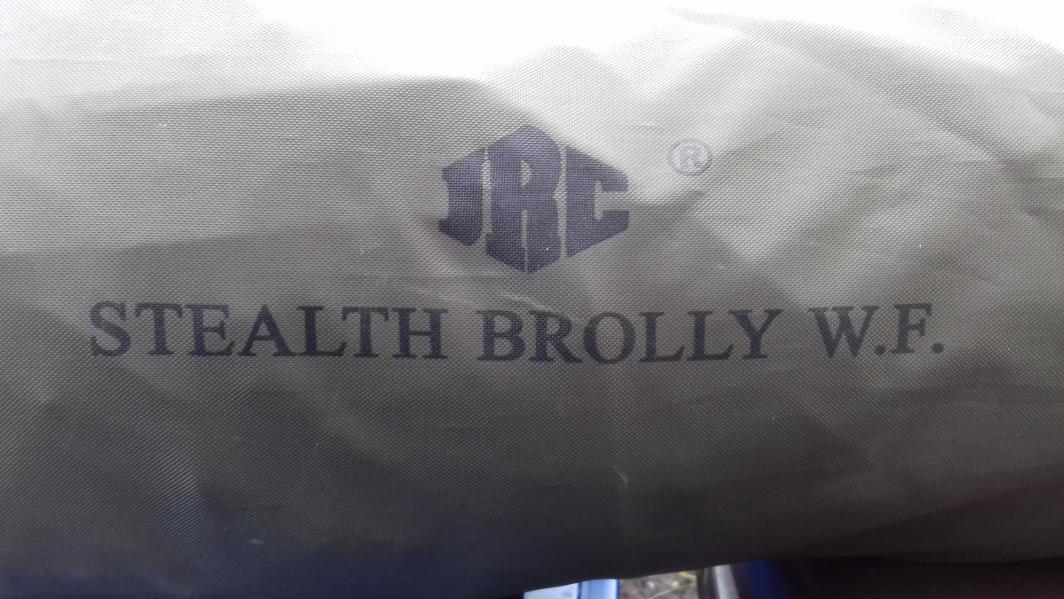 JRC ®
STEALTH BROLLY W.F.